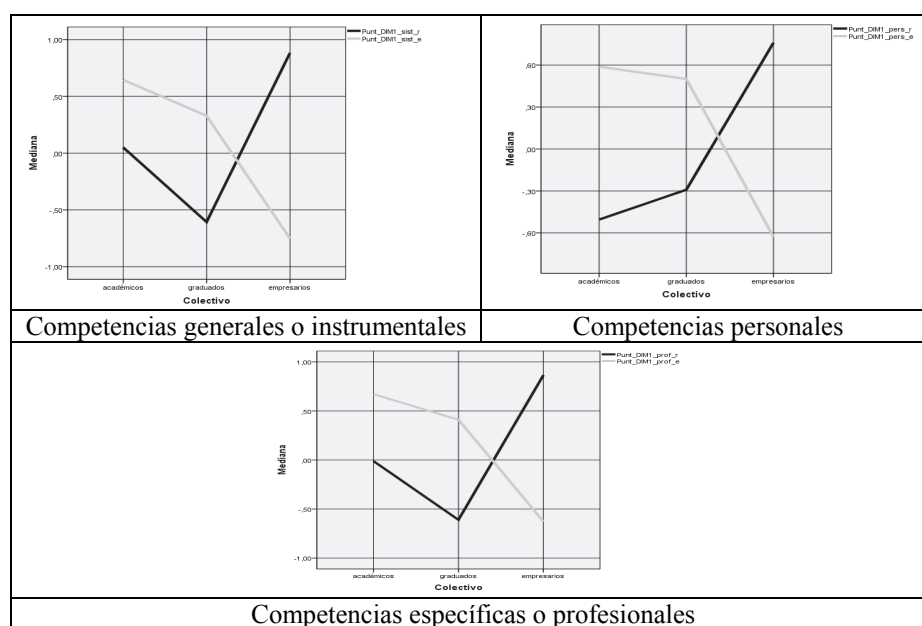 Punt_DIM1_sist_r
Punt_DIM1_sist_e
1,00
,50
,00
-,50
-1,00
Mediana
académicos graduados empresarios
Colectivo
Competencias generales o instrumentales
Punt_DIM1_pers_r
Punt_DIM1_pers_e
,60
,30
,00
-,30
-,60
Mediana
académicos graduados empresarios
Colectivo
Competencias personales
Punt_DIM1_prof_r
Punt_DIM1_prof_e
1,00
,50
,00
-,50
-1,00
Mediana
académicos graduados empresarios
Colectivo
Competencias específicas o profesionales